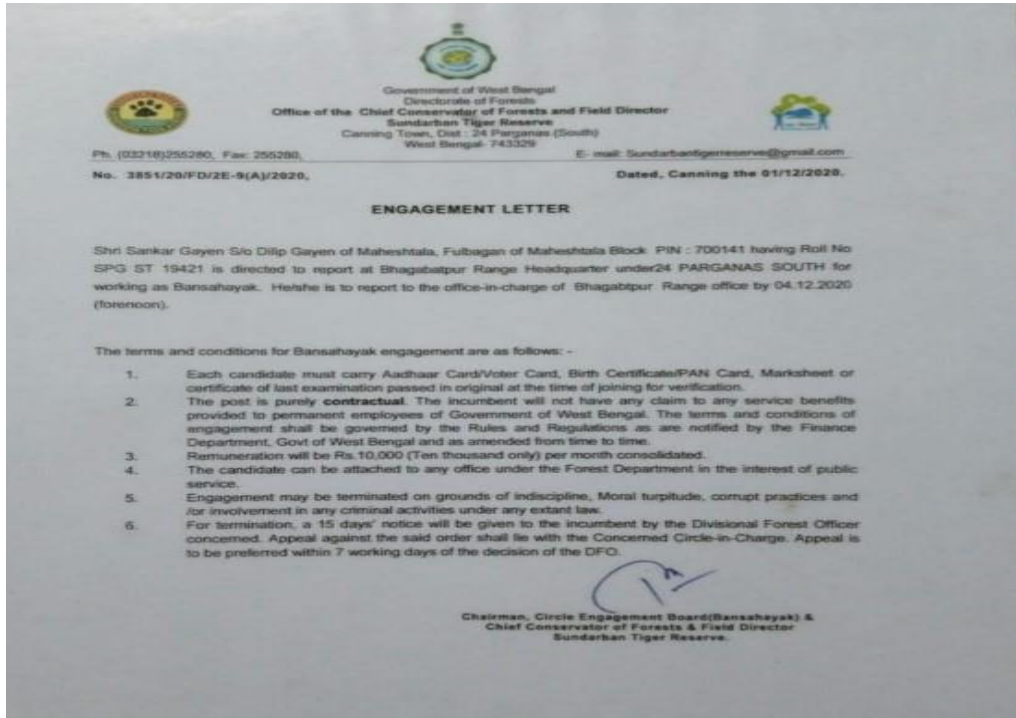 Government of West Bengal
Directorate of Forests
Office of the Chief Conservator of Forests and Field Director
Sundarban Tiger Reserve
Canning Town, Dist : 24 Parganas (South)
West Bengal- 743329
Ph. (03218)255280, Fax: 255280, E- mail: Sundarbantigerreserve@gmail.com
No. 3851/20/FD/2E-9(A)/2020, Dated, Canning the 01/12/2020.
ENGAGEMENT LETTER
Shri Sankar Gayen S/o Dilip Gayen of Maheshtala, Fulbagan of Maheshtala Block PIN : 700141 having Roll No
SPG ST 19421 is directed to report at Bhagabatpur Range Headquarter under24 PARGANAS SOUTH for
working as Bansahayak. He/she is to report to the office-in-charge of Bhagabtpur Range office by 04.12.2020
(forenoon).
The terms and conditions for Bansahayak engagement are as follows: -
1. Each candidate must carry Aadhaar Card/Voter Card, Birth Certificate/PAN Card, Marksheet or
certificate of last examination passed in original at the time of joining for verification.
2. The post is purely contractual. The incumbent will not have any claim to any service benefits
provided to permanent employees of Government of West Bengal. The terms and conditions of
engagement shall be governed by the Rules and Regulations as are notified by the Finance
Department, Govt of West Bengal and as amended from time to time.
3. Remuneration will be Rs.10,000 (Ten thousand only) per month consolidated.
4. The candidate can be attached to any office under the Forest Department in the interest of public
service.
5. Engagement may be terminated on grounds of indiscipline, Moral turpitude, corrupt practices and
/or involvement in any criminal activities under any extant law.
6. For termination, a 15 days' notice will be given to the incumbent by the Divisional Forest Officer
concerned. Appeal against the said order shall lie with the Concerned Circle-in-Charge. Appeal is
to be preferred within 7 working days of the decision of the DFO.
Chairman, Circle Engagement Board(Bansahayak) &
Chief Conservator of Forests & Field Director
Sundarban Tiger Reserve.